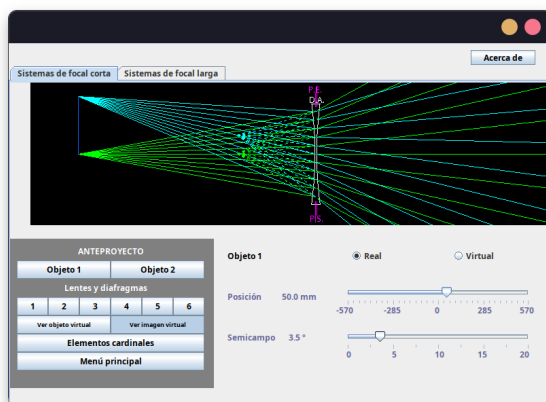 Acerca de
Sistemas de focal corta Sistemas de focal larga
P.E.
D.A.
P.S.
ANTEPROYECTO
Objeto 1 Objeto 2
Lentes y diafragmas
1 2 3 4 5 6
Ver objeto virtual Ver imagen virtual
Elementos cardinales
Menú principal
Objeto 1 Real Virtual
Posición 50.0 mm
-570 -285 0 285 570
Semicampo 3.5 °
0 5 10 15 20